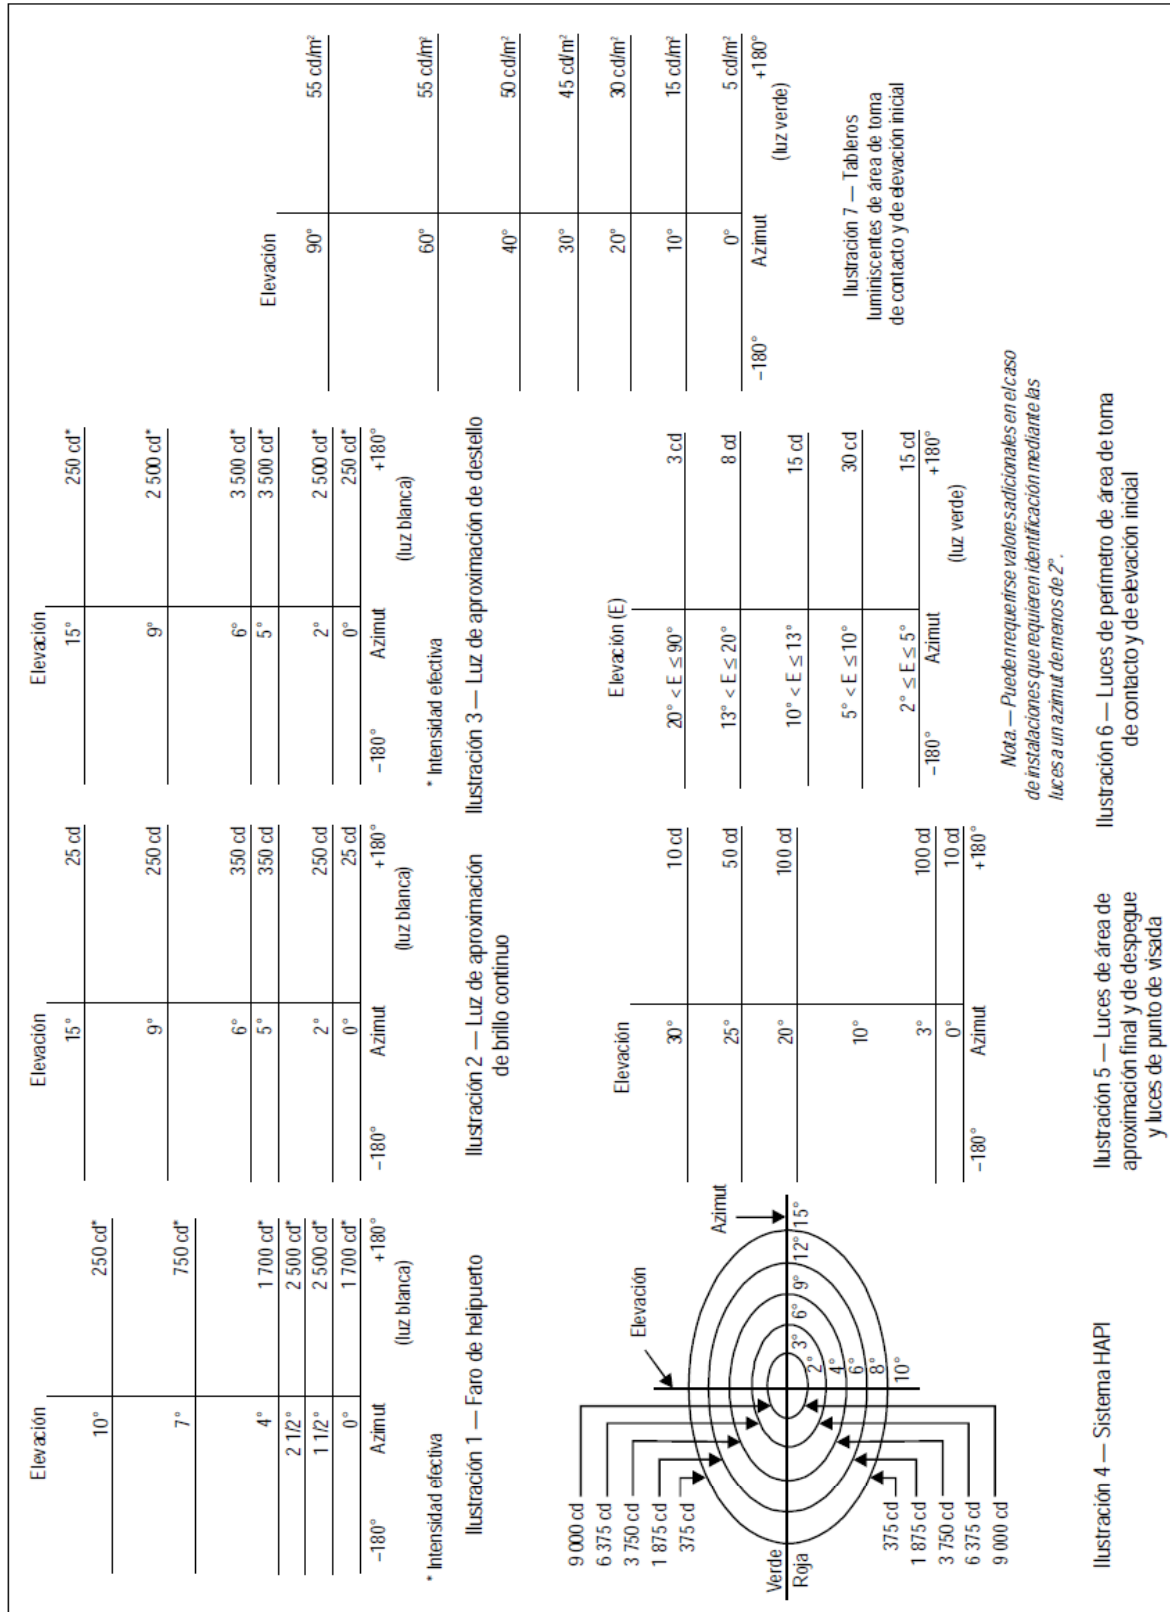 Elevación
10°
250 cd*
7°
750 cd*
4°
1 700 cd*
2 1/2°
2 500 cd*
1 1/2°
2 500 cd*
0°
1 700 cd*
−180°
Azimut
+180°
(luz blanca)
* Intensidad efectiva
Ilustración 1 — Faro de helipuerto
Elevación
15°
25 cd
9°
250 cd
6°
350 cd
5°
350 cd
2°
250 cd
0°
25 cd
−180°
Azimut
+180°
(luz blanca)
Ilustración 2 — Luz de aproximación
de brillo continuo
Elevación
15°
250 cd*
9°
2 500 cd*
6°
3 500 cd*
5°
3 500 cd*
2°
2 500 cd*
0°
250 cd*
−180°
Azimut
+180°
(luz blanca)
* Intensidad efectiva
Ilustración 3 — Luz de aproximación de destello
9 000 cd
6 375 cd
3 750 cd
1 875 cd
375 cd
Elevación
Azimut
Verde
Roja
3°
6°
9°
12°
15°
2°
4°
6°
8°
10°
375 cd
1 875 cd
3 750 cd
6 375 cd
9 000 cd
Ilustración 4 — Sistema HAPI
Elevación
30°
10 cd
25°
50 cd
20°
100 cd
10°
3°
100 cd
0°
10 cd
−180°
Azimut
+180°
Ilustración 5 — Luces de área de
aproximación final y de despegue
y luces de punto de visada
Elevación (E)
20° < E ≤ 90°
3 cd
13° < E ≤ 20°
8 cd
10° < E ≤ 13°
15 cd
5° < E ≤ 10°
30 cd
2° ≤ E ≤ 5°
15 cd
−180°
Azimut
+180°
(luz verde)
Nota.— Pueden requerirse valores adicionales en el caso
de instalaciones que requieren identificación mediante las
luces a un azimut de menos de 2°.
Ilustración 6 — Luces de perímetro de área de toma
de contacto y de elevación inicial
Elevación
90°
55 cd/m²
60°
55 cd/m²
40°
50 cd/m²
30°
45 cd/m²
20°
30 cd/m²
10°
15 cd/m²
0°
5 cd/m²
−180°
Azimut
+180°
(luz verde)
Ilustración 7 — Tableros
luminiscentes de área de toma
de contacto y de elevación inicial